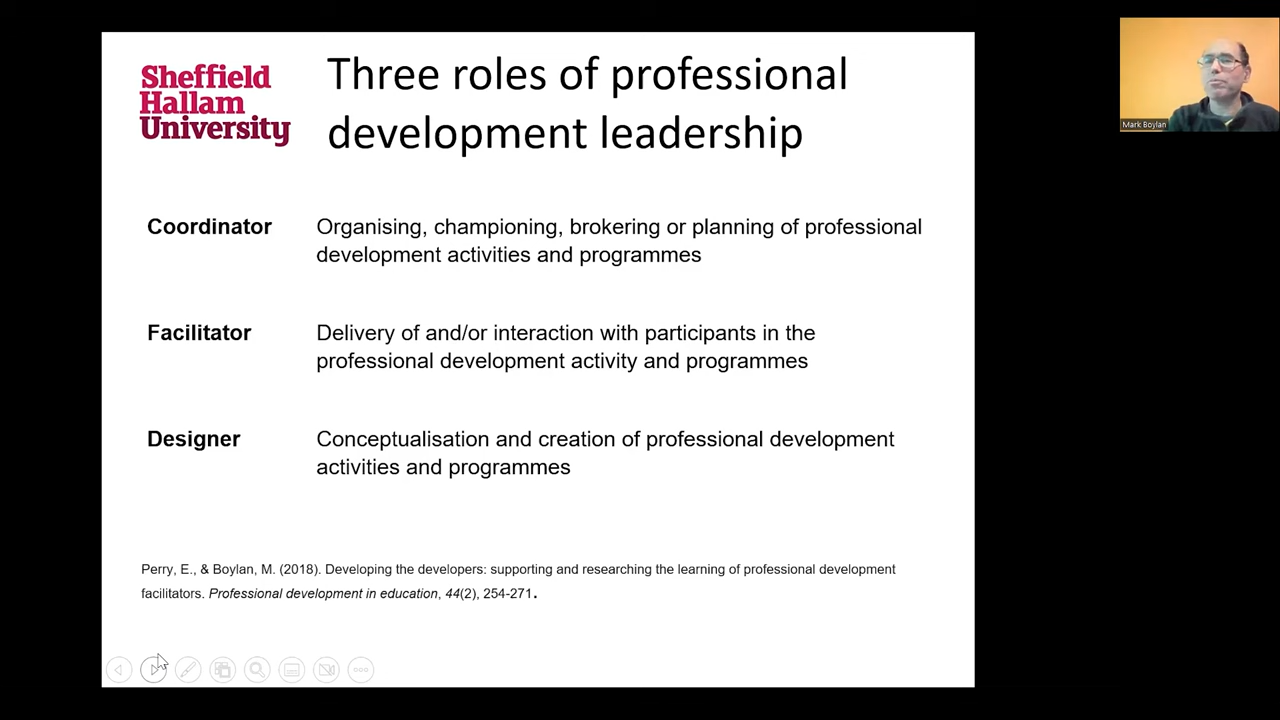 Sheffield
Hallam
University
Three roles of professional
development leadership
Mark Boylan
Coordinator
Organising, championing, brokering or planning of professional
development activities and programmes
Facilitator
Delivery of and/or interaction with participants in the
professional development activity and programmes
Designer
Conceptualisation and creation of professional development
activities and programmes
Perry, E., & Boylan, M. (2018). Developing the developers: supporting and researching the learning of professional development
facilitators. Professional development in education, 44(2), 254-271.